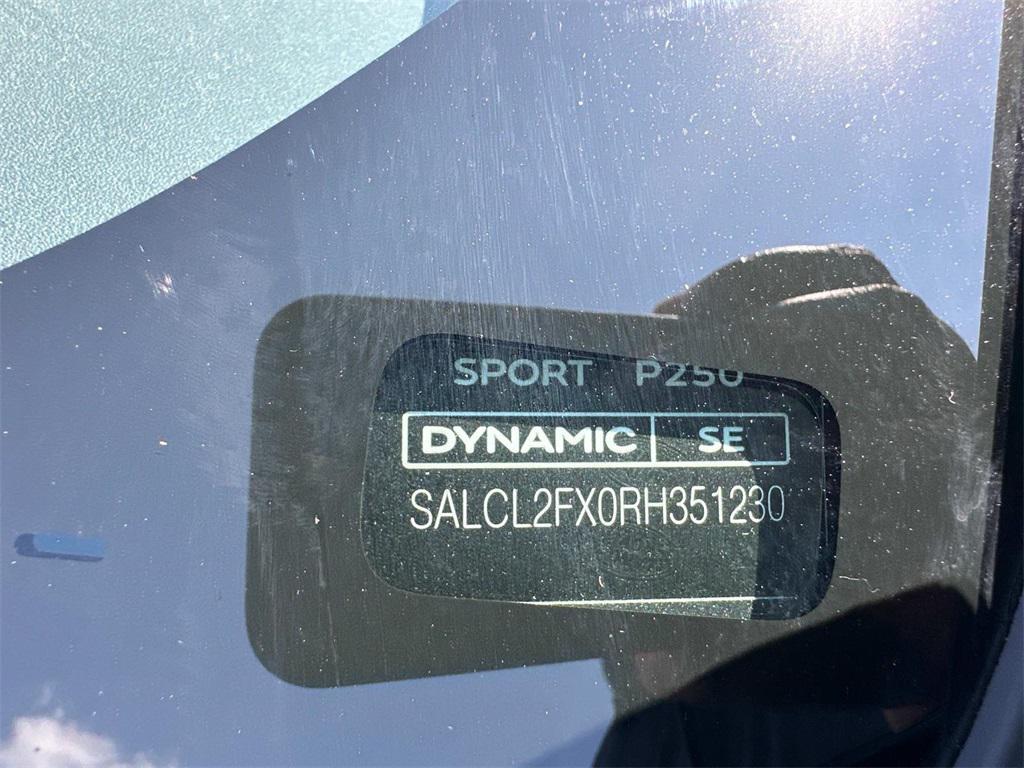 SPORT P250
DYNAMIC SE
SALCL2FX0RH351230